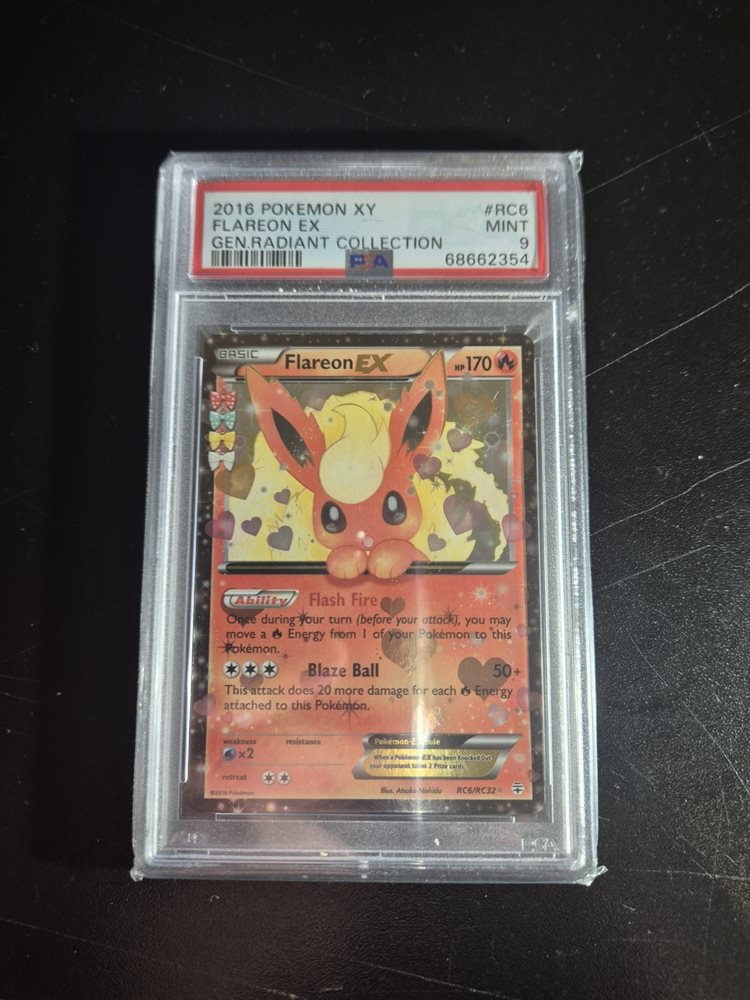 2016 POKEMON XY #RC6
FLAREON EX MINT
GEN.RADIANT COLLECTION 9
PSA 68662354
BASIC Flareon EX HP 170
Ability Flash Fire
Once during your turn (before your attack), you may
move a Energy from 1 of your Pokémon to this
Pokémon.
Blaze Ball 50+
This attack does 20 more damage for each Energy
attached to this Pokémon.
weakness resistance Pokémon-EX rule
×2 When a Pokémon-EX has been Knocked Out,
your opponent takes 2 Prize cards.
retreat
©2016 Pokémon Illus. Atsuko Nishida RC6/RC32
PSA